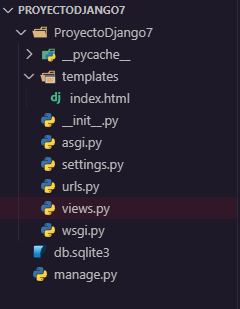 PROYECTODJANGO7
ProyectoDjango7
__pycache__
templates
dj index.html
__init__.py
asgi.py
settings.py
urls.py
views.py
wsgi.py
db.sqlite3
manage.py